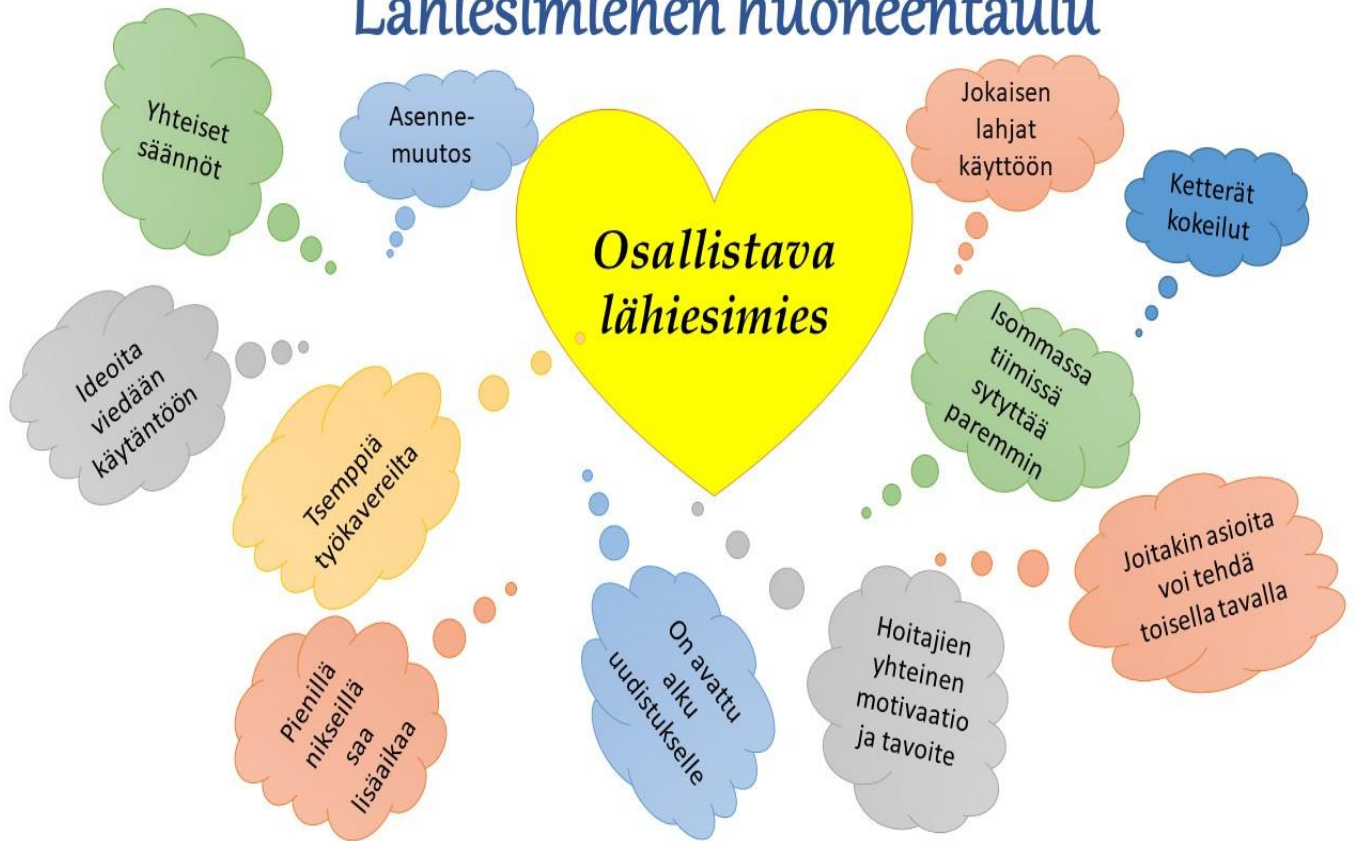 Lähiesimiehen huoneentaulu
Yhteiset
säännöt
Asenne-
muutos
Jokaisen
lahjat
käyttöön
Ketterät
kokeilut
Osallistava
lähiesimies
Ideoita
viedään
käytäntöön
Tsemppiä
työkavereilta
Isommassa
tiimissä
sytyttää
paremmin
Joitakin asioita
voi tehdä
toisella tavalla
Pienillä
nikseillä
saa
lisäaikaa
On avattu
alku
uudistukselle
Hoitajien
yhteinen
motivaatio
ja tavoite